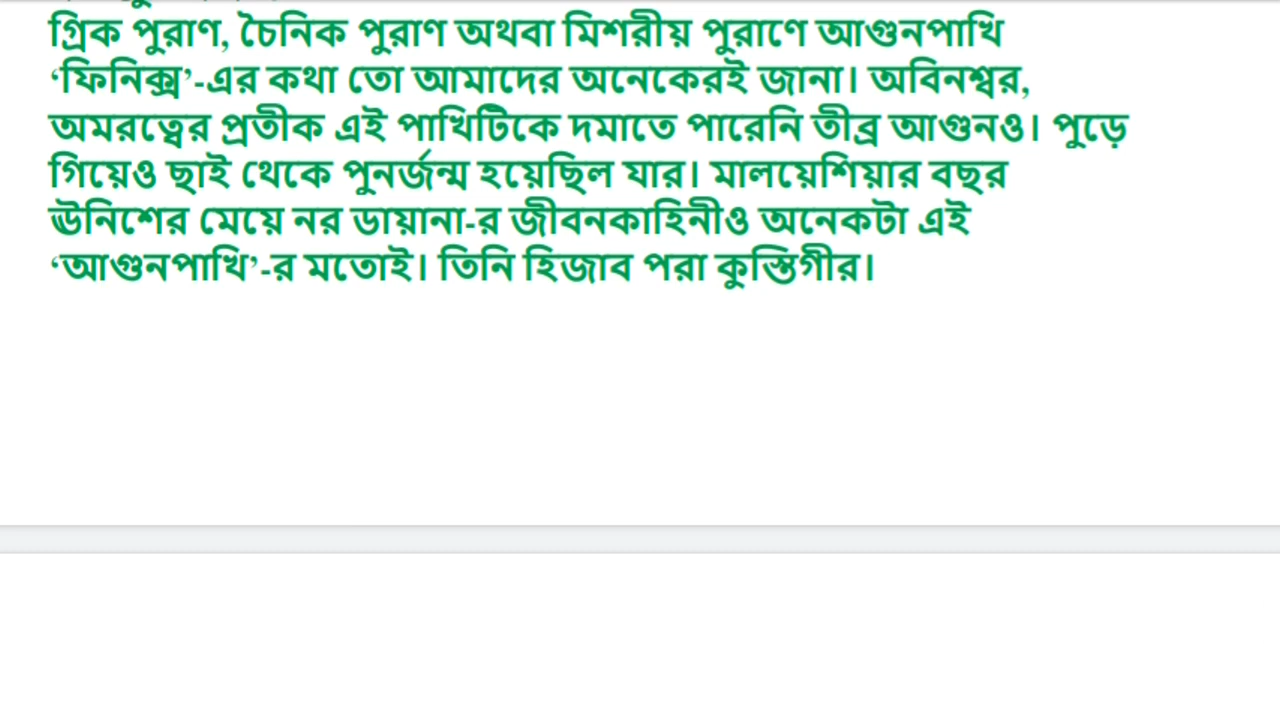 গ্রিক পুরাণ, চৈনিক পুরাণ অথবা মিশরীয় পুরাণে আগুনপাখি
‘ফিনিক্স’-এর কথা তো আমাদের অনেকেরই জানা। অবিনশ্বর,
অমরত্বের প্রতীক এই পাখিটিকে দমাতে পারেনি তীব্র আগুনও। পুড়ে
গিয়েও ছাই থেকে পুনর্জন্ম হয়েছিল যার। মালয়েশিয়ার বছর
ঊনিশের মেয়ে নর ডায়ানা-র জীবনকাহিনীও অনেকটা এই
‘আগুনপাখি’-র মতোই। তিনি হিজাব পরা কুস্তিগীর।